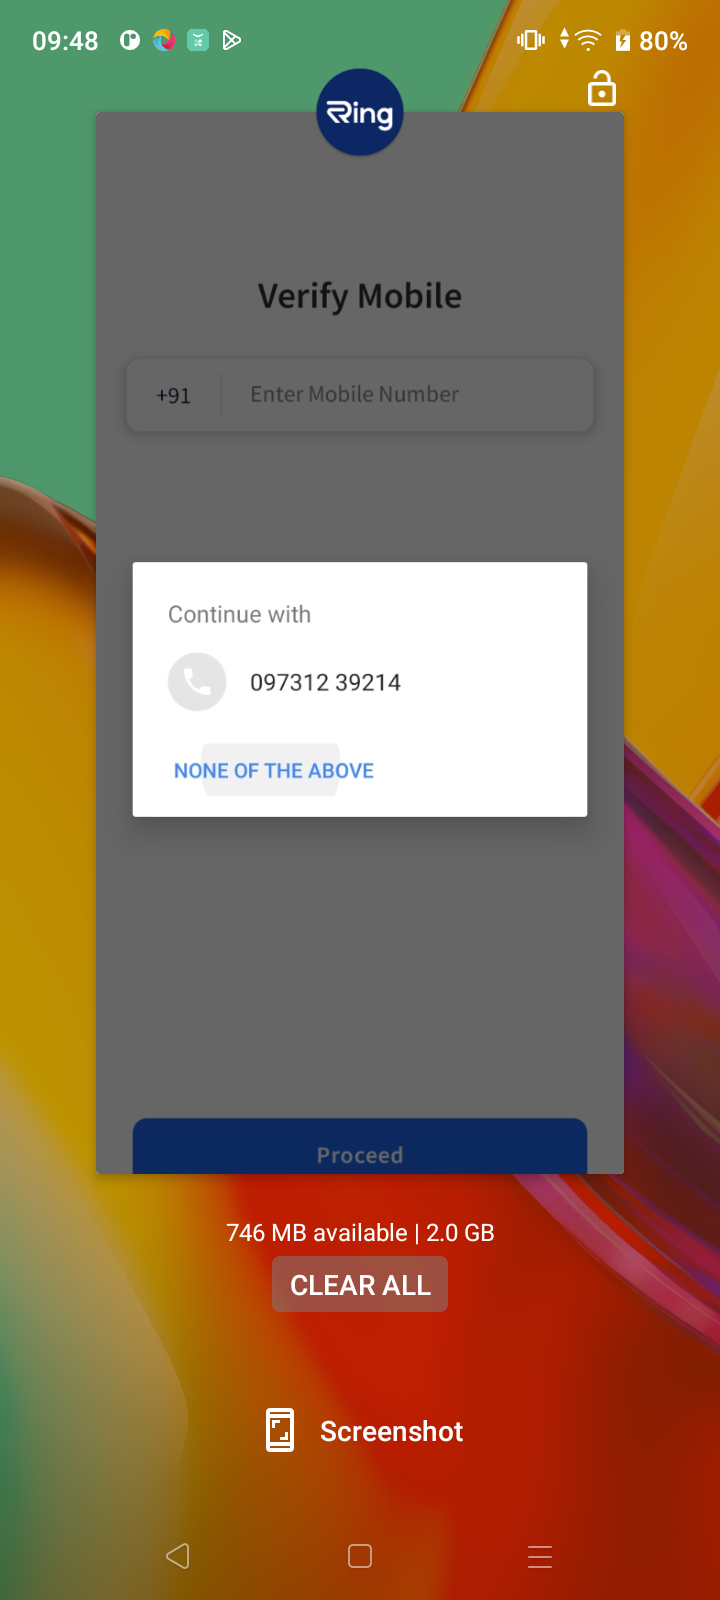 09:48
80%
Ring
Verify Mobile
+91 Enter Mobile Number
Continue with
097312 39214
NONE OF THE ABOVE
Proceed
746 MB available | 2.0 GB
CLEAR ALL
Screenshot